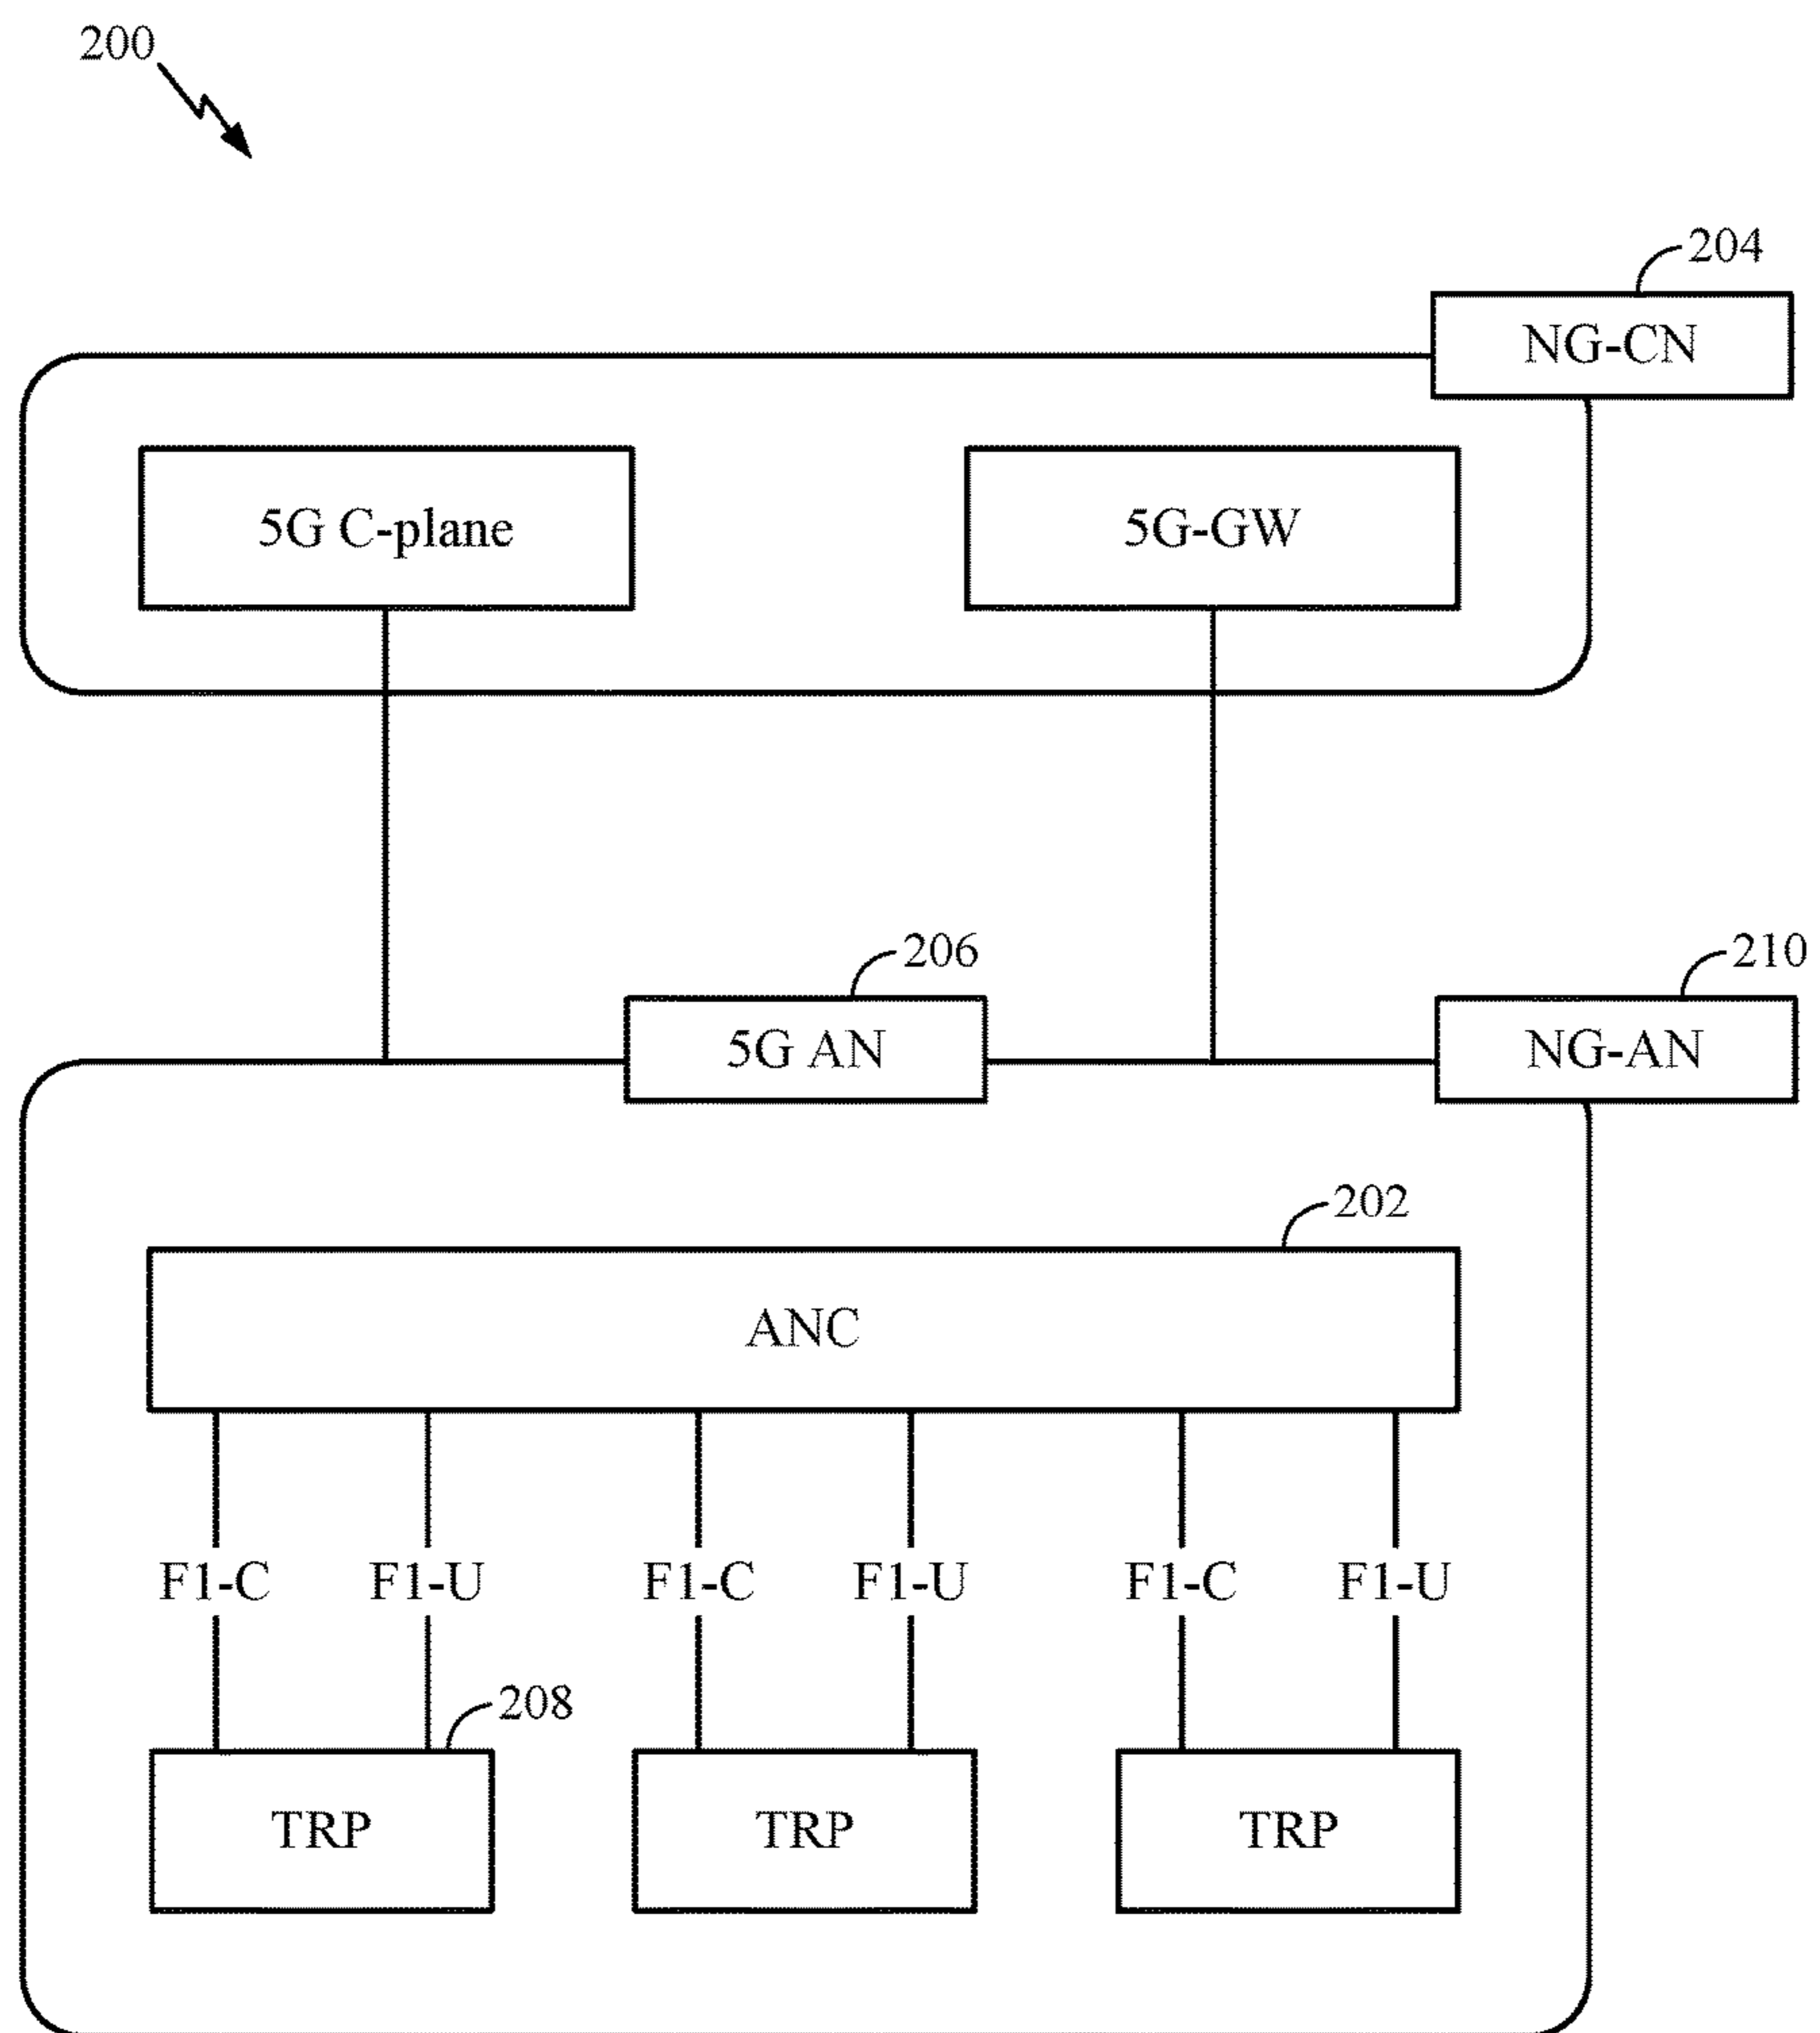 200
204
NG-CN
5G C-plane
5G-GW
206
210
5G AN
NG-AN
202
ANC
F1-C
F1-U
F1-C
F1-U
F1-C
F1-U
208
TRP
TRP
TRP